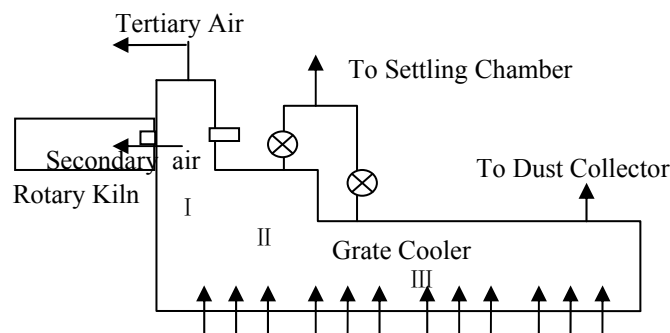 Tertiary Air
To Settling Chamber
Secondary air
To Dust Collector
Rotary Kiln
Ⅰ
Ⅱ
Grate Cooler
Ⅲ